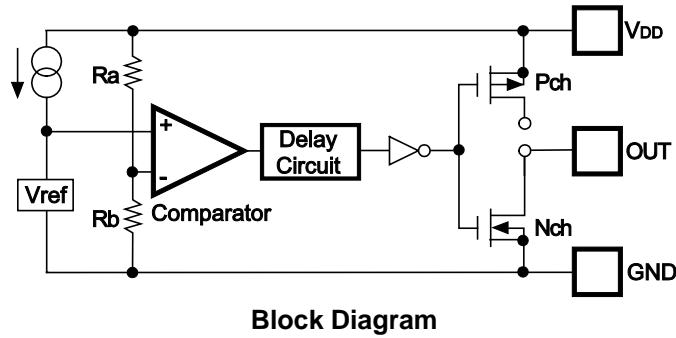 VDD
Ra
Pch
+
Delay
Circuit
OUT
-
Vref
Rb
Comparator
Nch
GND
Block Diagram